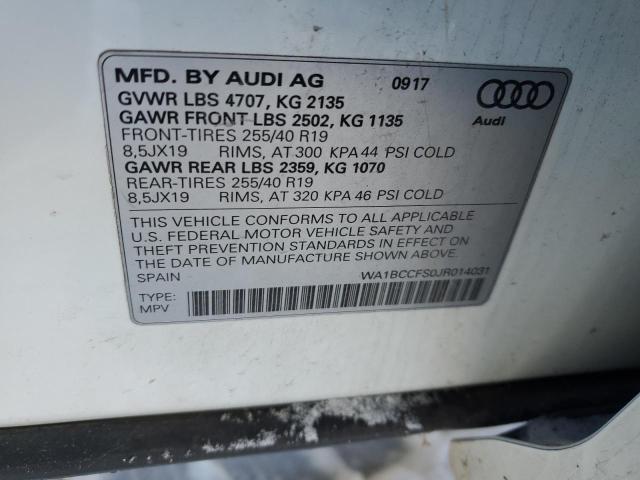 MFD. BY AUDI AG 0917
GVWR LBS 4707, KG 2135
GAWR FRONT LBS 2502, KG 1135
FRONT-TIRES 255/40 R19
8,5JX19 RIMS, AT 300 KPA 44 PSI COLD
GAWR REAR LBS 2359, KG 1070
REAR-TIRES 255/40 R19
8,5JX19 RIMS, AT 320 KPA 46 PSI COLD
Audi
THIS VEHICLE CONFORMS TO ALL APPLICABLE
U.S. FEDERAL MOTOR VEHICLE SAFETY AND
THEFT PREVENTION STANDARDS IN EFFECT ON
THE DATE OF MANUFACTURE SHOWN ABOVE.
SPAIN WA1BCCFS0JR014031
TYPE:
MPV